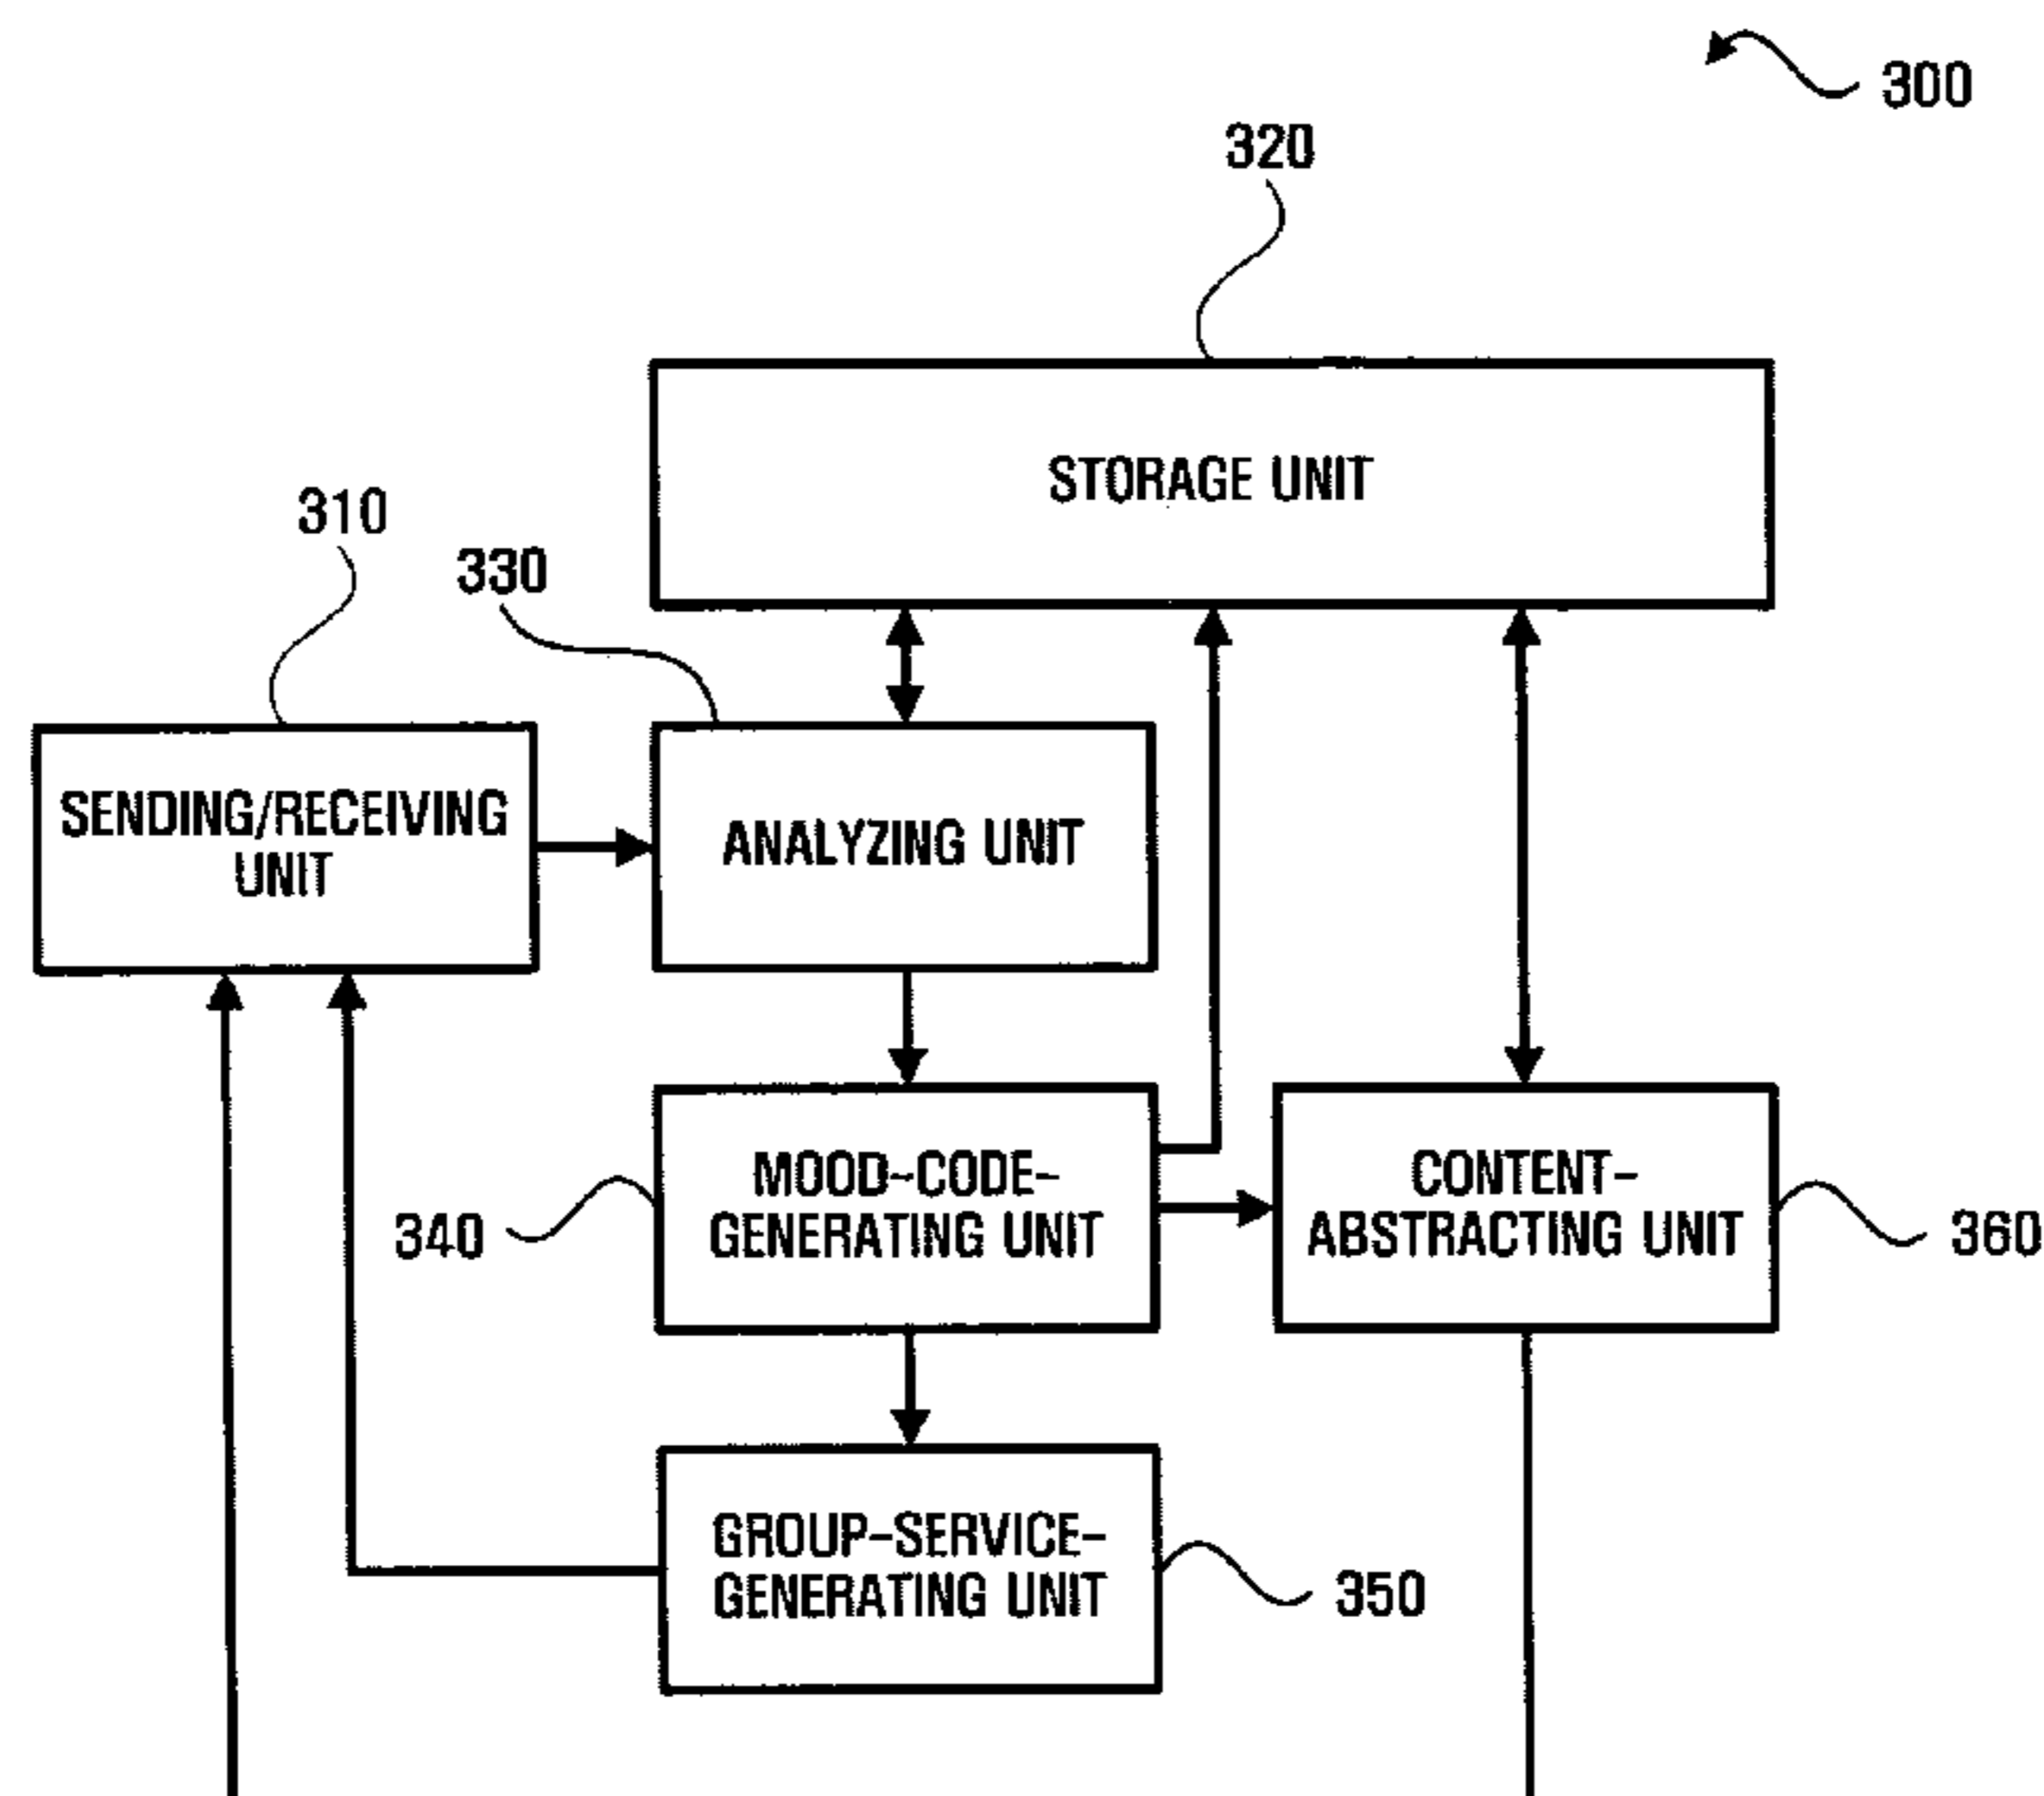 300
320
STORAGE UNIT
310
330
SENDING/RECEIVING
UNIT
ANALYZING UNIT
340
MOOD-CODE-
GENERATING UNIT
CONTENT-
ABSTRACTING UNIT
360
GROUP-SERVICE-
GENERATING UNIT
350